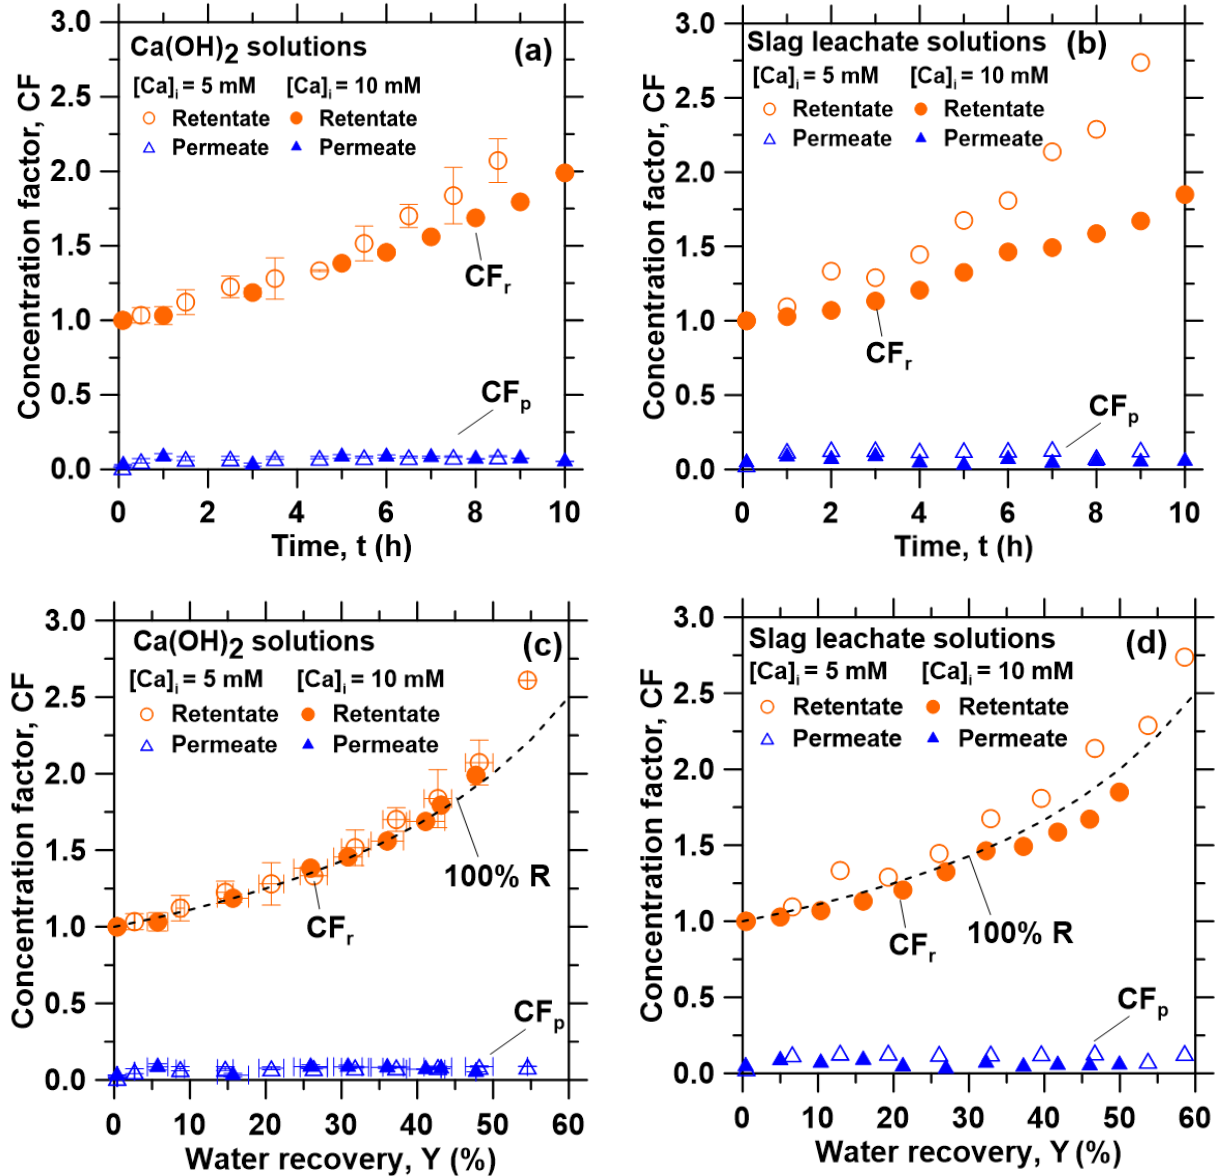 Ca(OH)2 solutions
(a)
[Ca]i = 5 mM [Ca]i = 10 mM
Retentate Retentate
Permeate Permeate
CFr
CFp
3.0
2.5
2.0
1.5
1.0
0.5
0.0
Concentration factor, CF
0 2 4 6 8 10
Time, t (h)
Slag leachate solutions
(b)
[Ca]i = 5 mM [Ca]i = 10 mM
Retentate Retentate
Permeate Permeate
CFr
CFp
3.0
2.5
2.0
1.5
1.0
0.5
0.0
Concentration factor, CF
0 2 4 6 8 10
Time, t (h)
Ca(OH)2 solutions
(c)
[Ca]i = 5 mM [Ca]i = 10 mM
Retentate Retentate
Permeate Permeate
100% R
CFr
CFp
3.0
2.5
2.0
1.5
1.0
0.5
0.0
Concentration factor, CF
0 10 20 30 40 50 60
Water recovery, Y (%)
Slag leachate solutions
(d)
[Ca]i = 5 mM [Ca]i = 10 mM
Retentate Retentate
Permeate Permeate
100% R
CFr
CFp
3.0
2.5
2.0
1.5
1.0
0.5
0.0
Concentration factor, CF
0 10 20 30 40 50 60
Water recovery, Y (%)